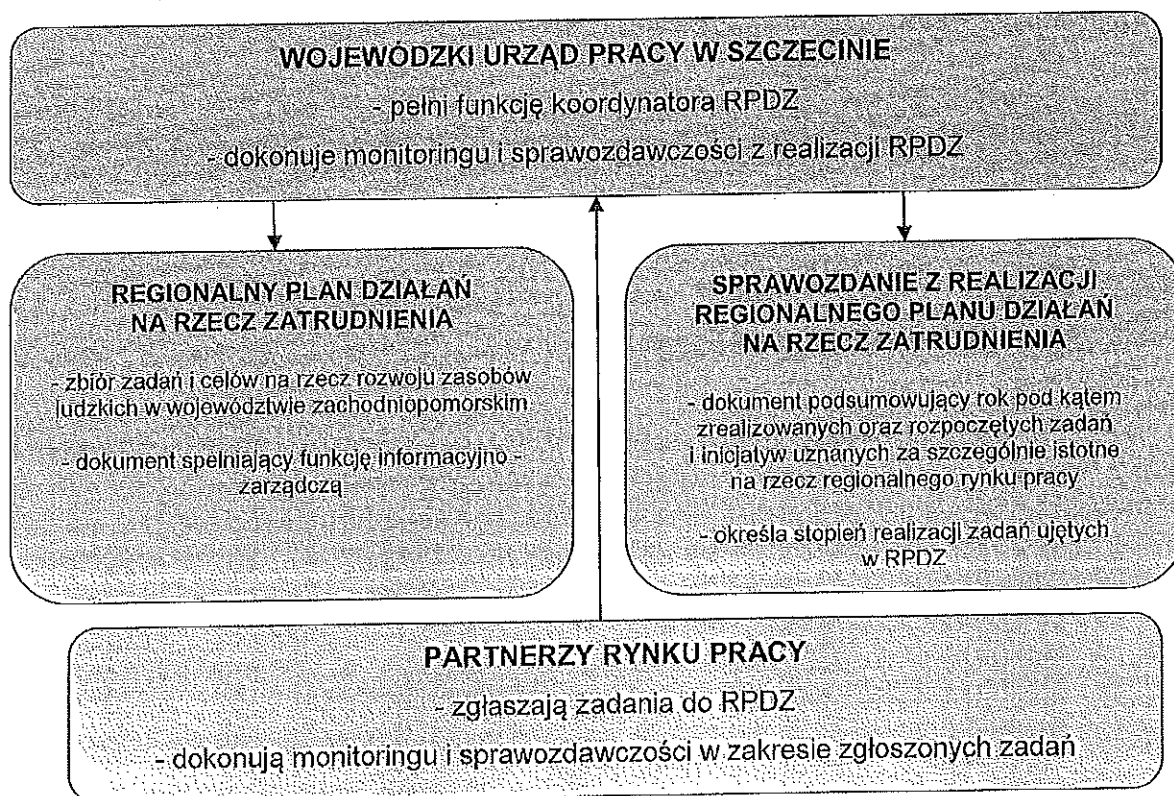 WOJEWÓDZKI URZĄD PRACY W SZCZECINIE
- pełni funkcję koordynatora RPDZ
- dokonuje monitoringu i sprawozdawczości z realizacji RPDZ
REGIONALNY PLAN DZIAŁAŃ
NA RZECZ ZATRUDNIENIA
- zbiór zadań i celów na rzecz rozwoju zasobów
ludzkich w województwie zachodniopomorskim
- dokument spełniający funkcję informacyjno -
zarządczą
SPRAWOZDANIE Z REALIZACJI
REGIONALNEGO PLANU DZIAŁAŃ
NA RZECZ ZATRUDNIENIA
- dokument podsumowujący rok pod kątem
zrealizowanych oraz rozpoczętych zadań
i inicjatyw uznanych za szczególnie istotne
na rzecz regionalnego rynku pracy
- określa stopień realizacji zadań ujętych
w RPDZ
PARTNERZY RYNKU PRACY
- zgłaszają zadania do RPDZ
- dokonują monitoringu i sprawozdawczości w zakresie zgłoszonych zadań